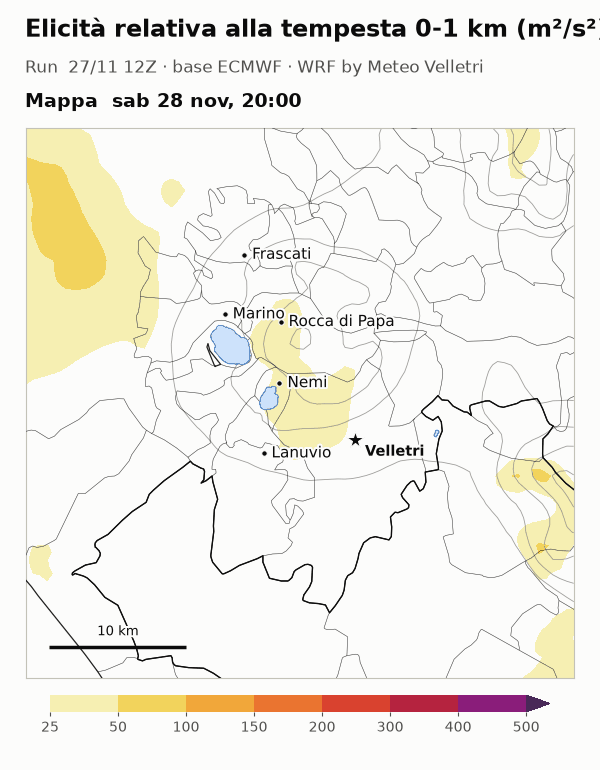 Elicità relativa alla tempesta 0-1 km (m²/s²)
Run  27/11 12Z · base ECMWF · WRF by Meteo Velletri
Mappa  sab 28 nov, 20:00
Frascati
Marino
Rocca di Papa
Nemi
Velletri
Lanuvio
10 km
25 50 100 150 200 300 400 500